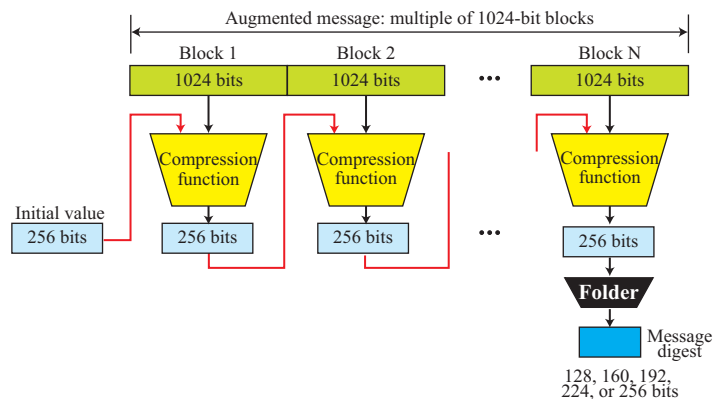 Augmented message: multiple of 1024-bit blocks
Block 1
Block 2
Block N
1024 bits
1024 bits
•••
1024 bits
Compression
function
Compression
function
Compression
function
Initial value
256 bits
256 bits
256 bits
•••
256 bits
Folder
Message
digest
128, 160, 192,
224, or 256 bits